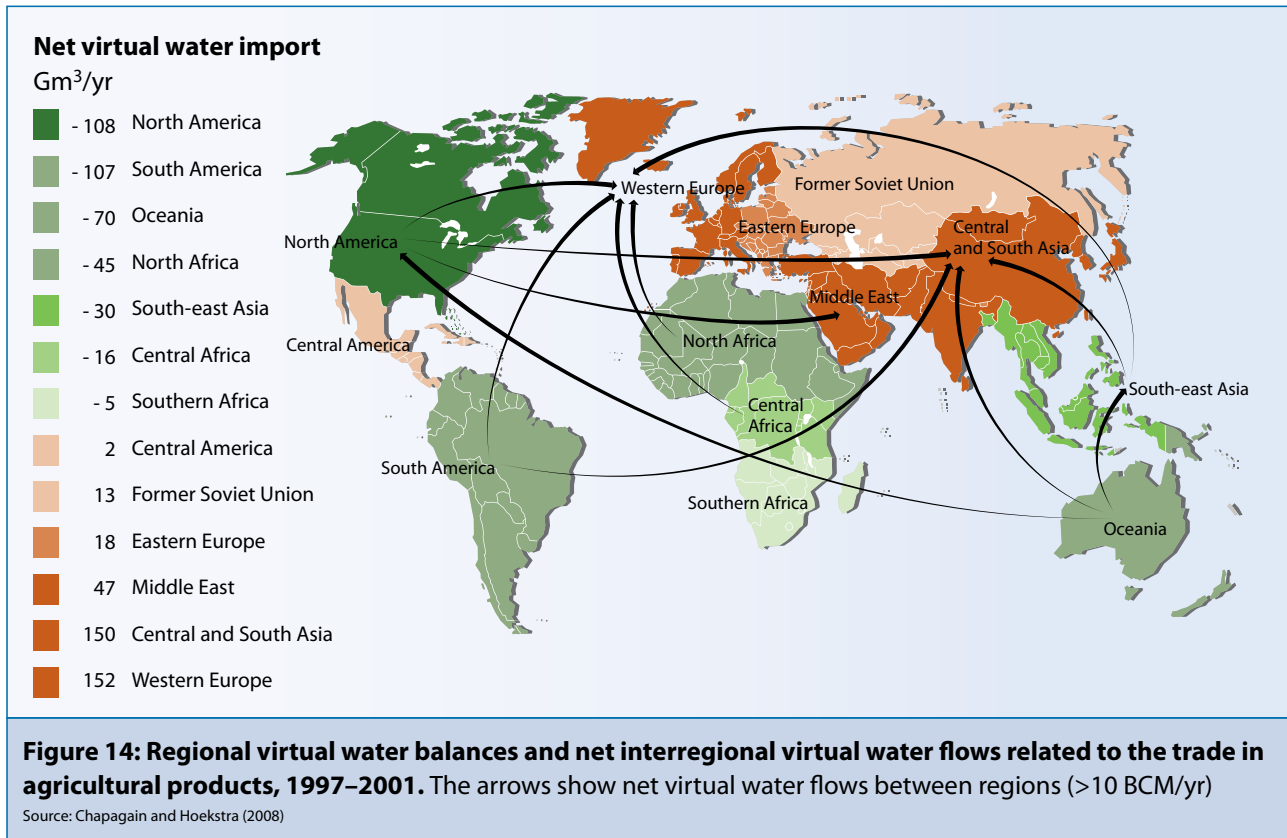 Net virtual water import
Gm³/yr
- 108 North America
- 107 South America
- 70 Oceania
- 45 North Africa
- 30 South-east Asia
- 16 Central Africa
- 5 Southern Africa
2 Central America
13 Former Soviet Union
18 Eastern Europe
47 Middle East
150 Central and South Asia
152 Western Europe
Western Europe
Former Soviet Union
Eastern Europe
Central
and South Asia
North America
Middle East
Central America
North Africa
South-east Asia
Central
Africa
South America
Southern Africa
Oceania
Figure 14: Regional virtual water balances and net interregional virtual water flows related to the trade in
agricultural products, 1997–2001. The arrows show net virtual water flows between regions (>10 BCM/yr)
Source: Chapagain and Hoekstra (2008)